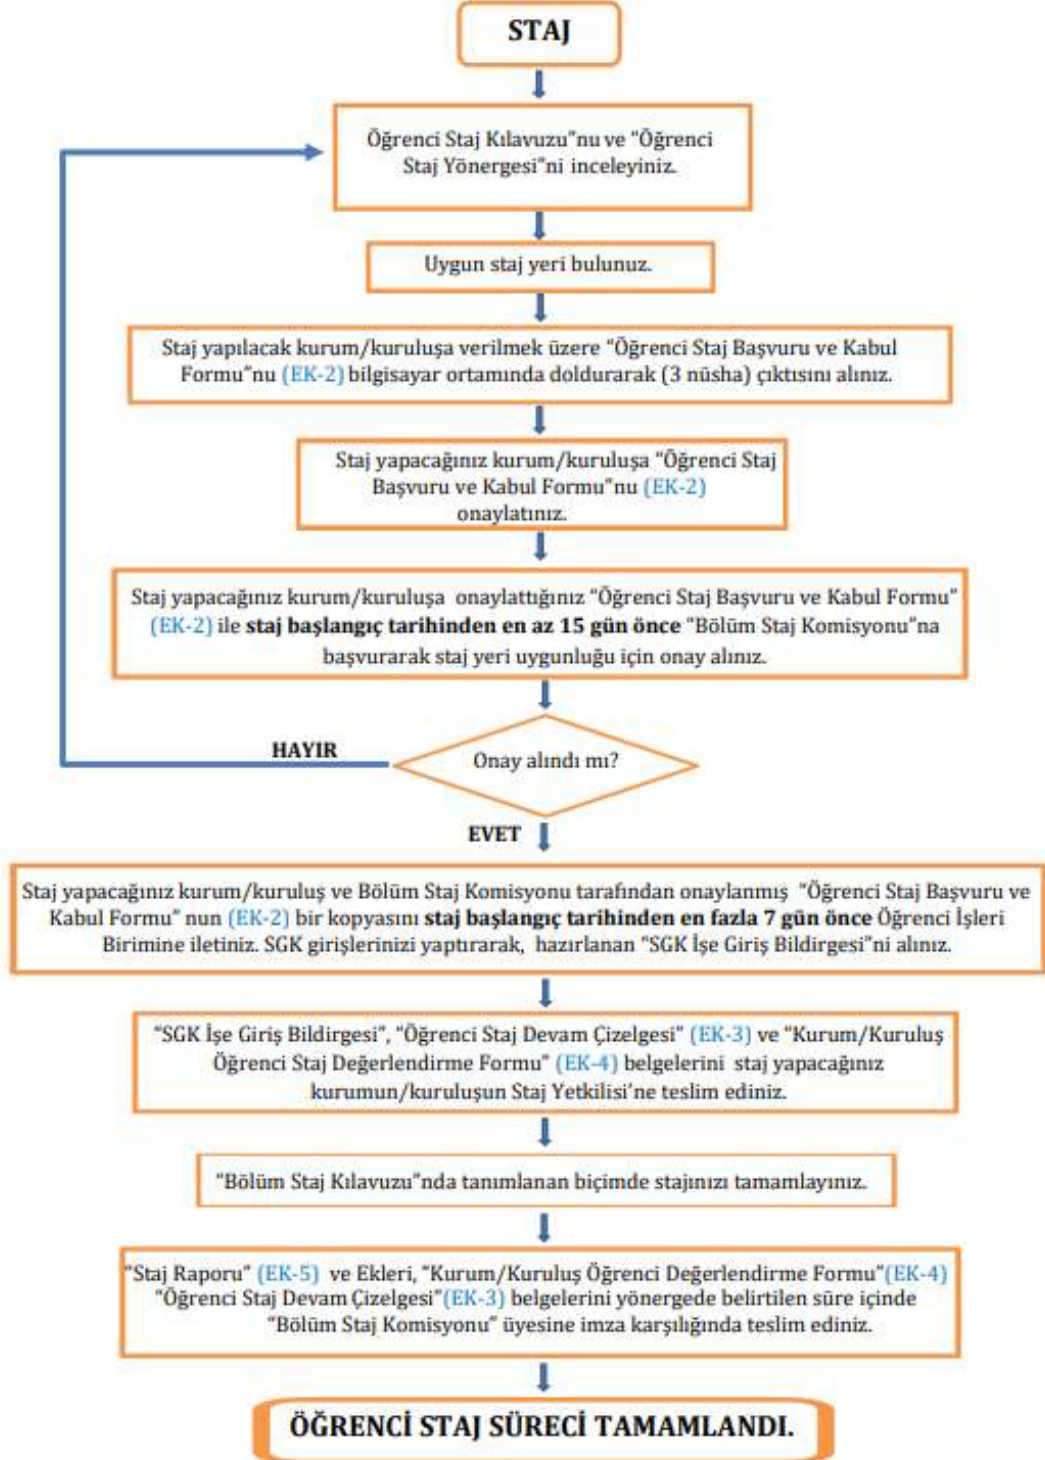 STAJ
Öğrenci Staj Kılavuzu”nu ve “Öğrenci
Staj Yönergesi”ni inceleyiniz.
Uygun staj yeri bulunuz.
Staj yapılacak kurum/kuruluşa verilmek üzere “Öğrenci Staj Başvuru ve Kabul
Formu”nu (EK-2) bilgisayar ortamında doldurarak (3 nüsha) çıktısını alınız.
Staj yapacağınız kurum/kuruluşa “Öğrenci Staj
Başvuru ve Kabul Formu”nu (EK-2)
onaylatınız.
Staj yapacağınız kurum/kuruluşa onaylattığınız “Öğrenci Staj Başvuru ve Kabul Formu”
(EK-2) ile staj başlangıç tarihinden en az 15 gün önce “Bölüm Staj Komisyonu”na
başvurarak staj yeri uygunluğu için onay alınız.
HAYIR
Onay alındı mı?
EVET
Staj yapacağınız kurum/kuruluş ve Bölüm Staj Komisyonu tarafından onaylanmış “Öğrenci Staj Başvuru ve
Kabul Formu” nun (EK-2) bir kopyasını staj başlangıç tarihinden en fazla 7 gün önce Öğrenci İşleri
Birimine iletiniz. SGK girişlerinizi yaptırarak, hazırlanan “SGK İşe Giriş Bildirgesi”ni alınız.
“SGK İşe Giriş Bildirgesi”, “Öğrenci Staj Devam Çizelgesi” (EK-3) ve “Kurum/Kuruluş
Öğrenci Staj Değerlendirme Formu” (EK-4) belgelerini staj yapacağınız
kurumun/kuruluşun Staj Yetkilisi’ne teslim ediniz.
“Bölüm Staj Kılavuzu”nda tanımlanan biçimde stajınızı tamamlayınız.
“Staj Raporu” (EK-5) ve Ekleri, “Kurum/Kuruluş Öğrenci Değerlendirme Formu”(EK-4)
“Öğrenci Staj Devam Çizelgesi”(EK-3) belgelerini yönergede belirtilen süre içinde
“Bölüm Staj Komisyonu” üyesine imza karşılığında teslim ediniz.
ÖĞRENCİ STAJ SÜRECİ TAMAMLANDI.